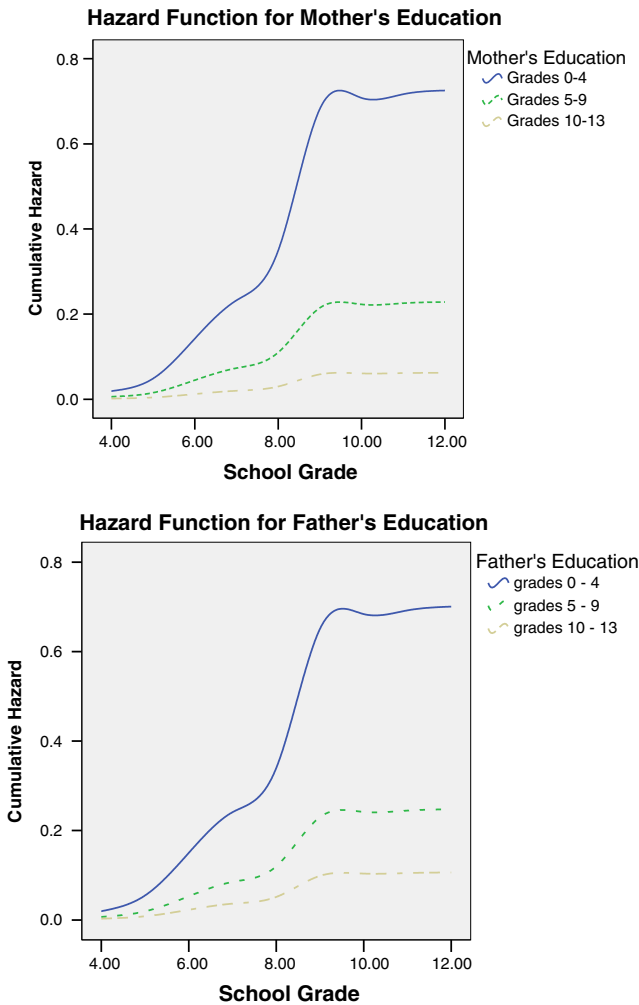 Hazard Function for Mother's Education
Mother's Education
Grades 0-4
Grades 5-9
Grades 10-13
Cumulative Hazard
0.8
0.6
0.4
0.2
0.0
4.00 6.00 8.00 10.00 12.00
School Grade
Hazard Function for Father's Education
Father's Education
grades 0 - 4
grades 5 - 9
grades 10 - 13
Cumulative Hazard
0.8
0.6
0.4
0.2
0.0
4.00 6.00 8.00 10.00 12.00
School Grade